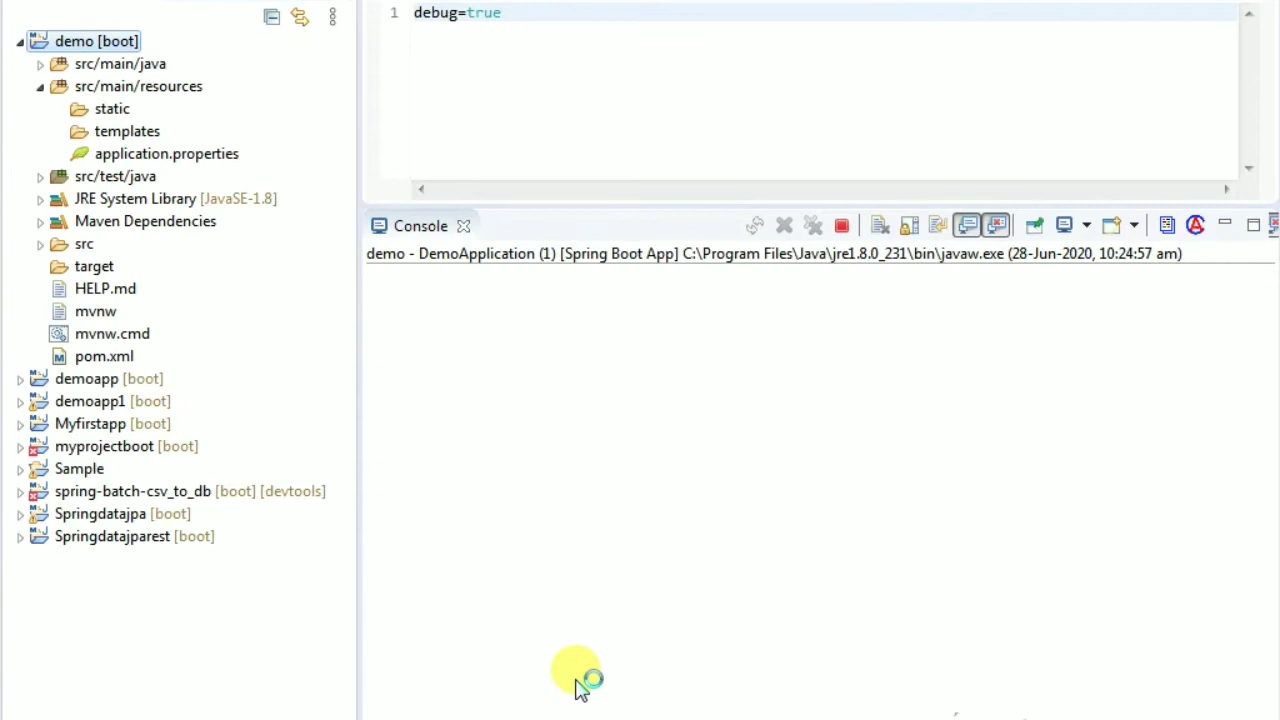 demo [boot]
src/main/java
src/main/resources
static
templates
application.properties
src/test/java
JRE System Library [JavaSE-1.8]
Maven Dependencies
src
target
HELP.md
mvnw
mvnw.cmd
pom.xml
demoapp [boot]
demoapp1 [boot]
Myfirstapp [boot]
myprojectboot [boot]
Sample
spring-batch-csv_to_db [boot] [devtools]
Springdatajpa [boot]
Springdatajparest [boot]
1 debug=true
Console
demo - DemoApplication (1) [Spring Boot App] C:\Program Files\Java\jre1.8.0_231\bin\javaw.exe (28-Jun-2020, 10:24:57 am)